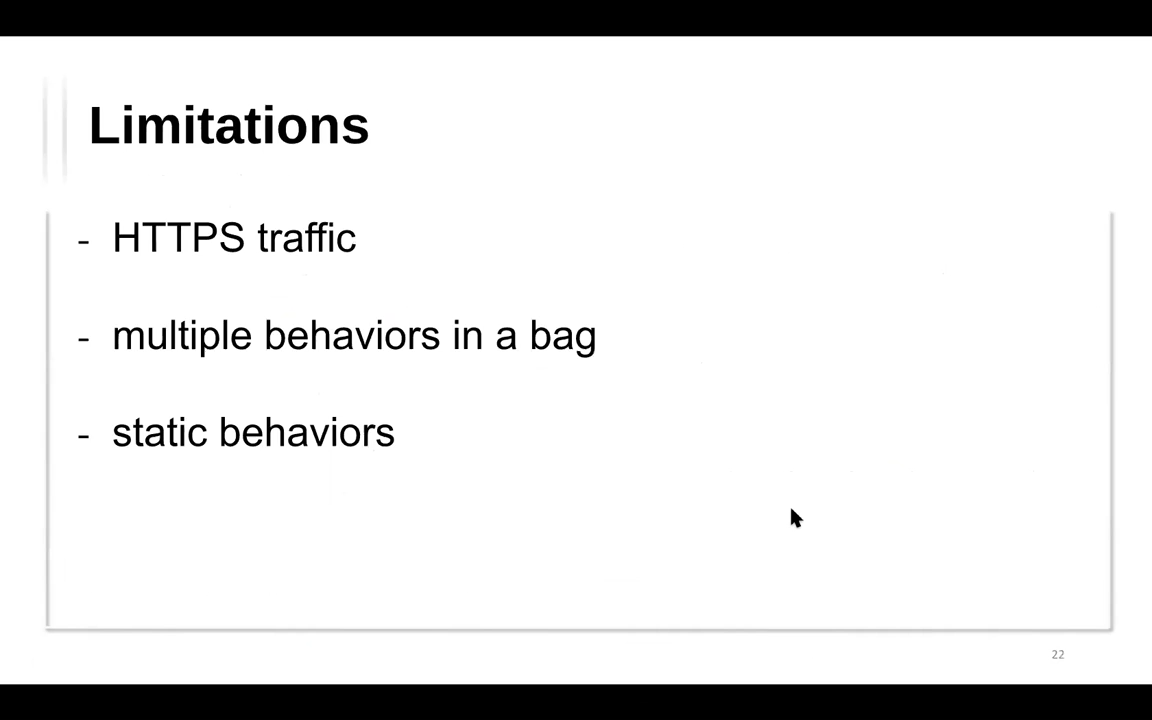 Limitations
- HTTPS traffic
- multiple behaviors in a bag
- static behaviors
22